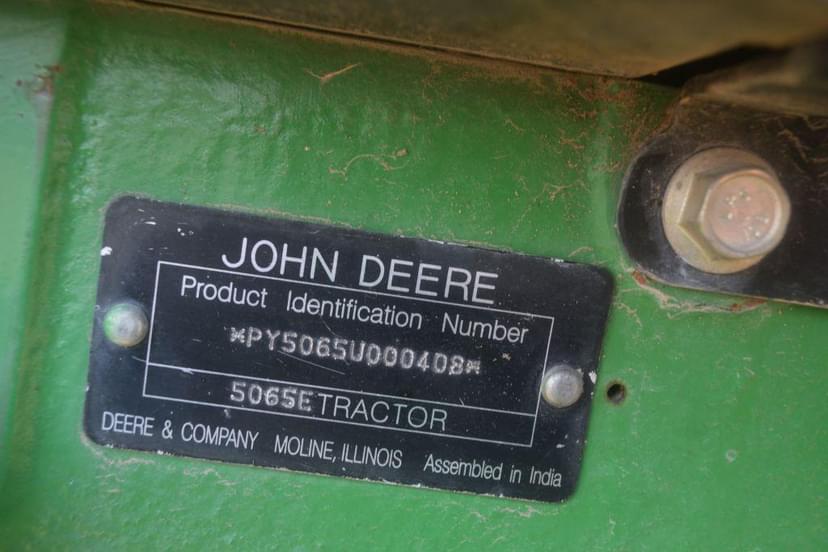 JOHN DEERE
Product Identification Number
*PY5065U000408*
5065E TRACTOR
DEERE & COMPANY MOLINE, ILLINOIS Assembled in India